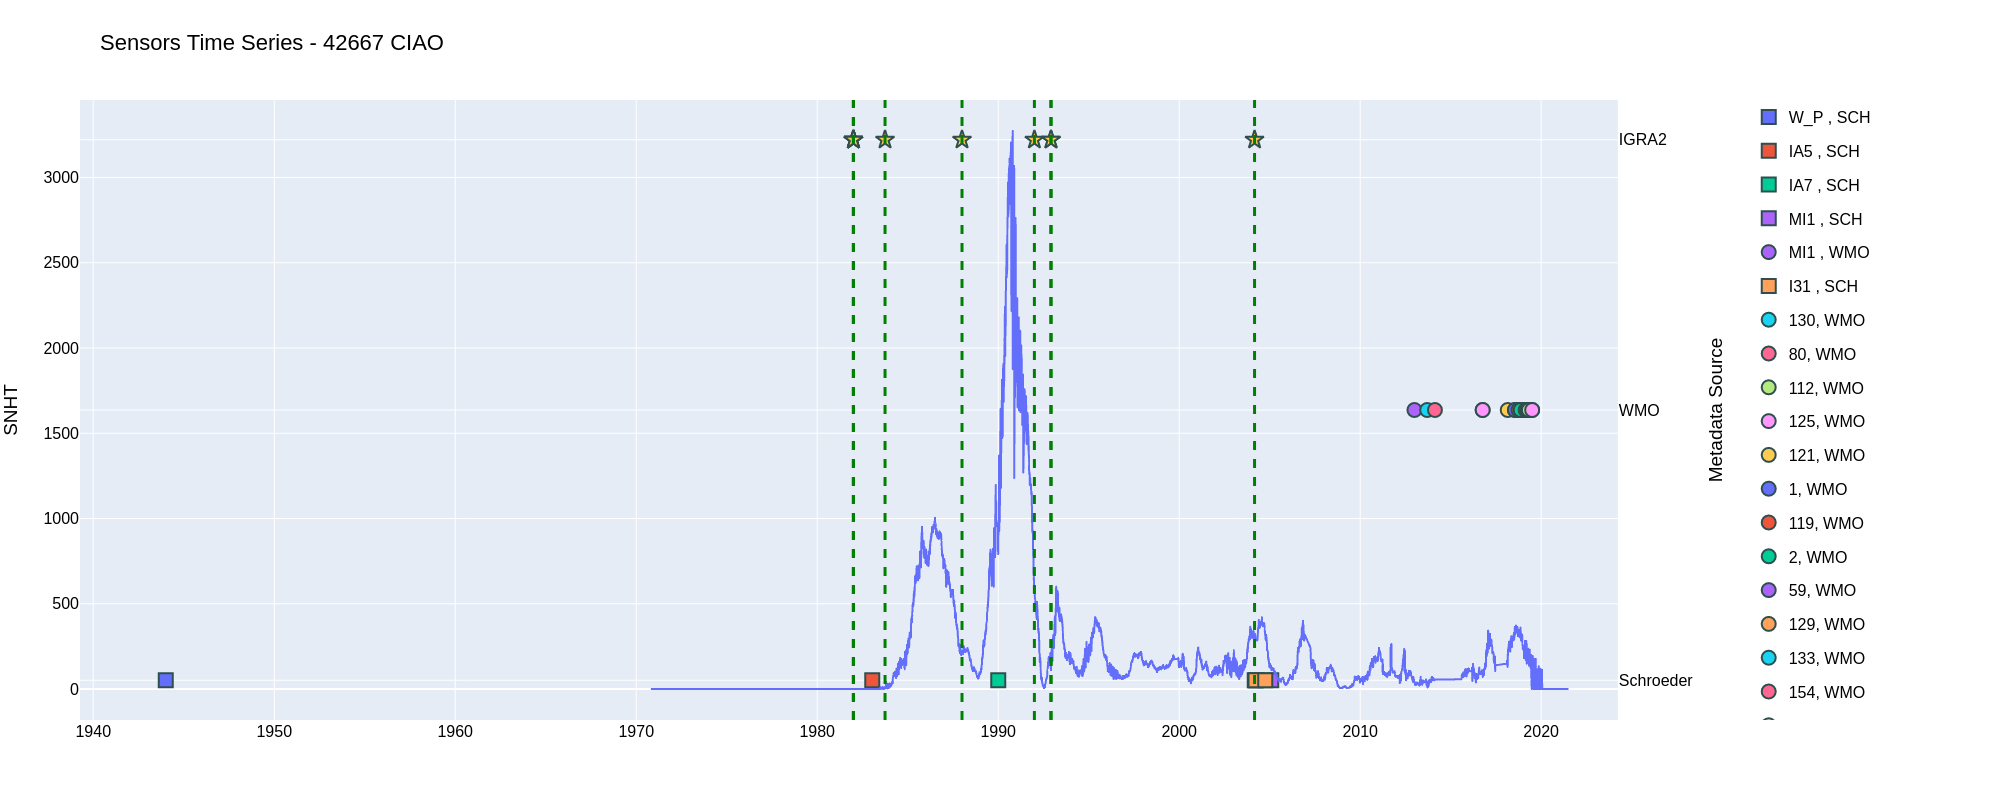 Sensors Time Series - 42667 CIAO
SNHT
3000
2500
2000
1500
1000
500
0
1940
1950
1960
1970
1980
1990
2000
2010
2020
IGRA2
WMO
Schroeder
Metadata Source
W_P , SCH
IA5 , SCH
IA7 , SCH
MI1 , SCH
MI1 , WMO
I31 , SCH
130, WMO
80, WMO
112, WMO
125, WMO
121, WMO
1, WMO
119, WMO
2, WMO
59, WMO
129, WMO
133, WMO
154, WMO